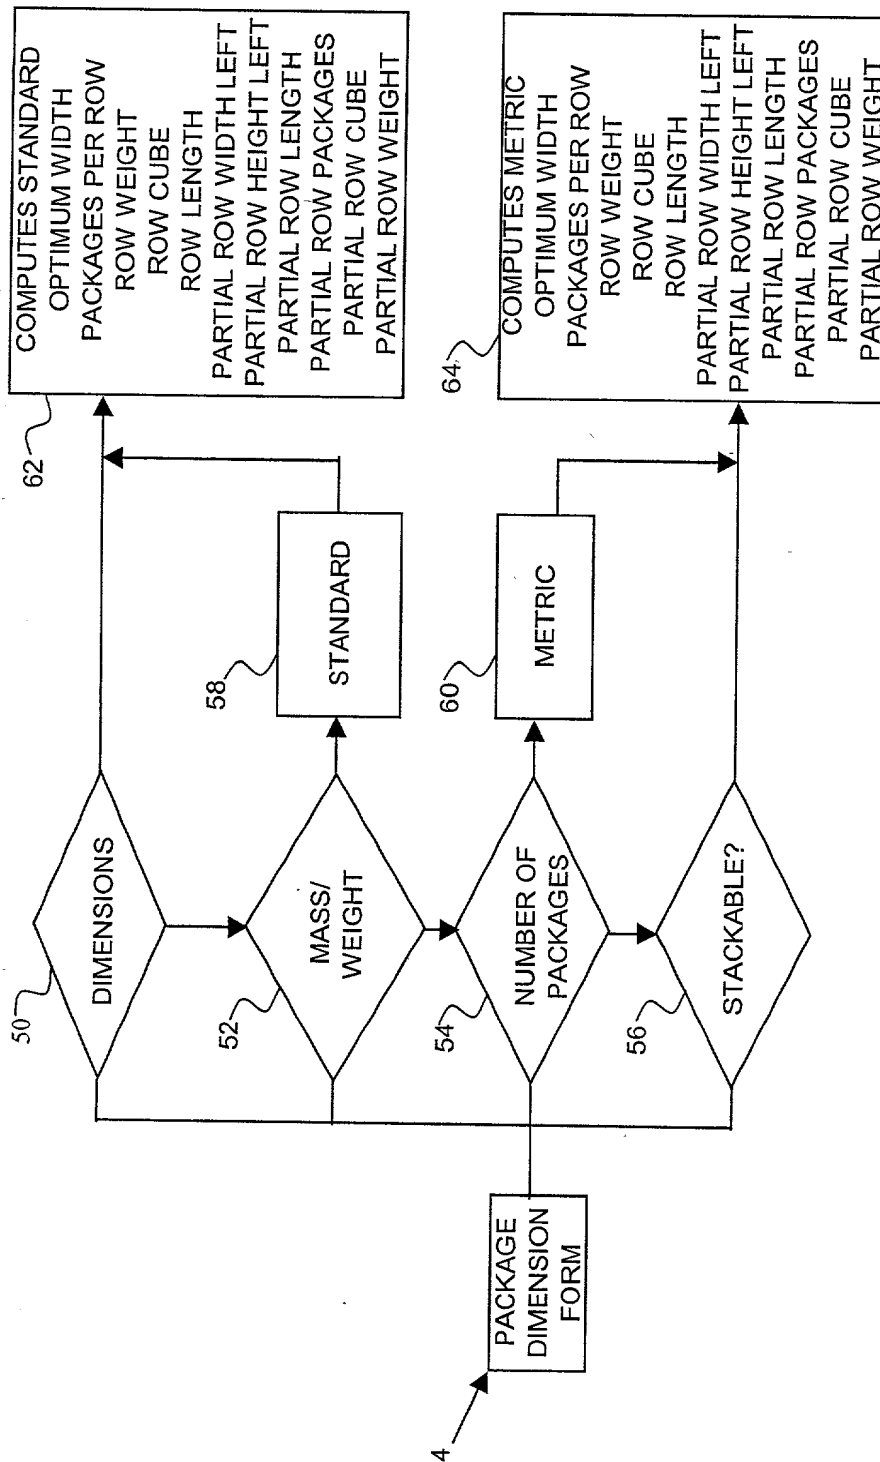 4
PACKAGE
DIMENSION
FORM
50
DIMENSIONS
52
MASS/
WEIGHT
54
NUMBER OF
PACKAGES
56
STACKABLE?
58
STANDARD
60
METRIC
62
COMPUTES STANDARD
OPTIMUM WIDTH
PACKAGES PER ROW
ROW WEIGHT
ROW CUBE
ROW LENGTH
PARTIAL ROW WIDTH LEFT
PARTIAL ROW HEIGHT LEFT
PARTIAL ROW LENGTH
PARTIAL ROW PACKAGES
PARTIAL ROW CUBE
PARTIAL ROW WEIGHT
64
COMPUTES METRIC
OPTIMUM WIDTH
PACKAGES PER ROW
ROW WEIGHT
ROW CUBE
ROW LENGTH
PARTIAL ROW WIDTH LEFT
PARTIAL ROW HEIGHT LEFT
PARTIAL ROW LENGTH
PARTIAL ROW PACKAGES
PARTIAL ROW CUBE
PARTIAL ROW WEIGHT